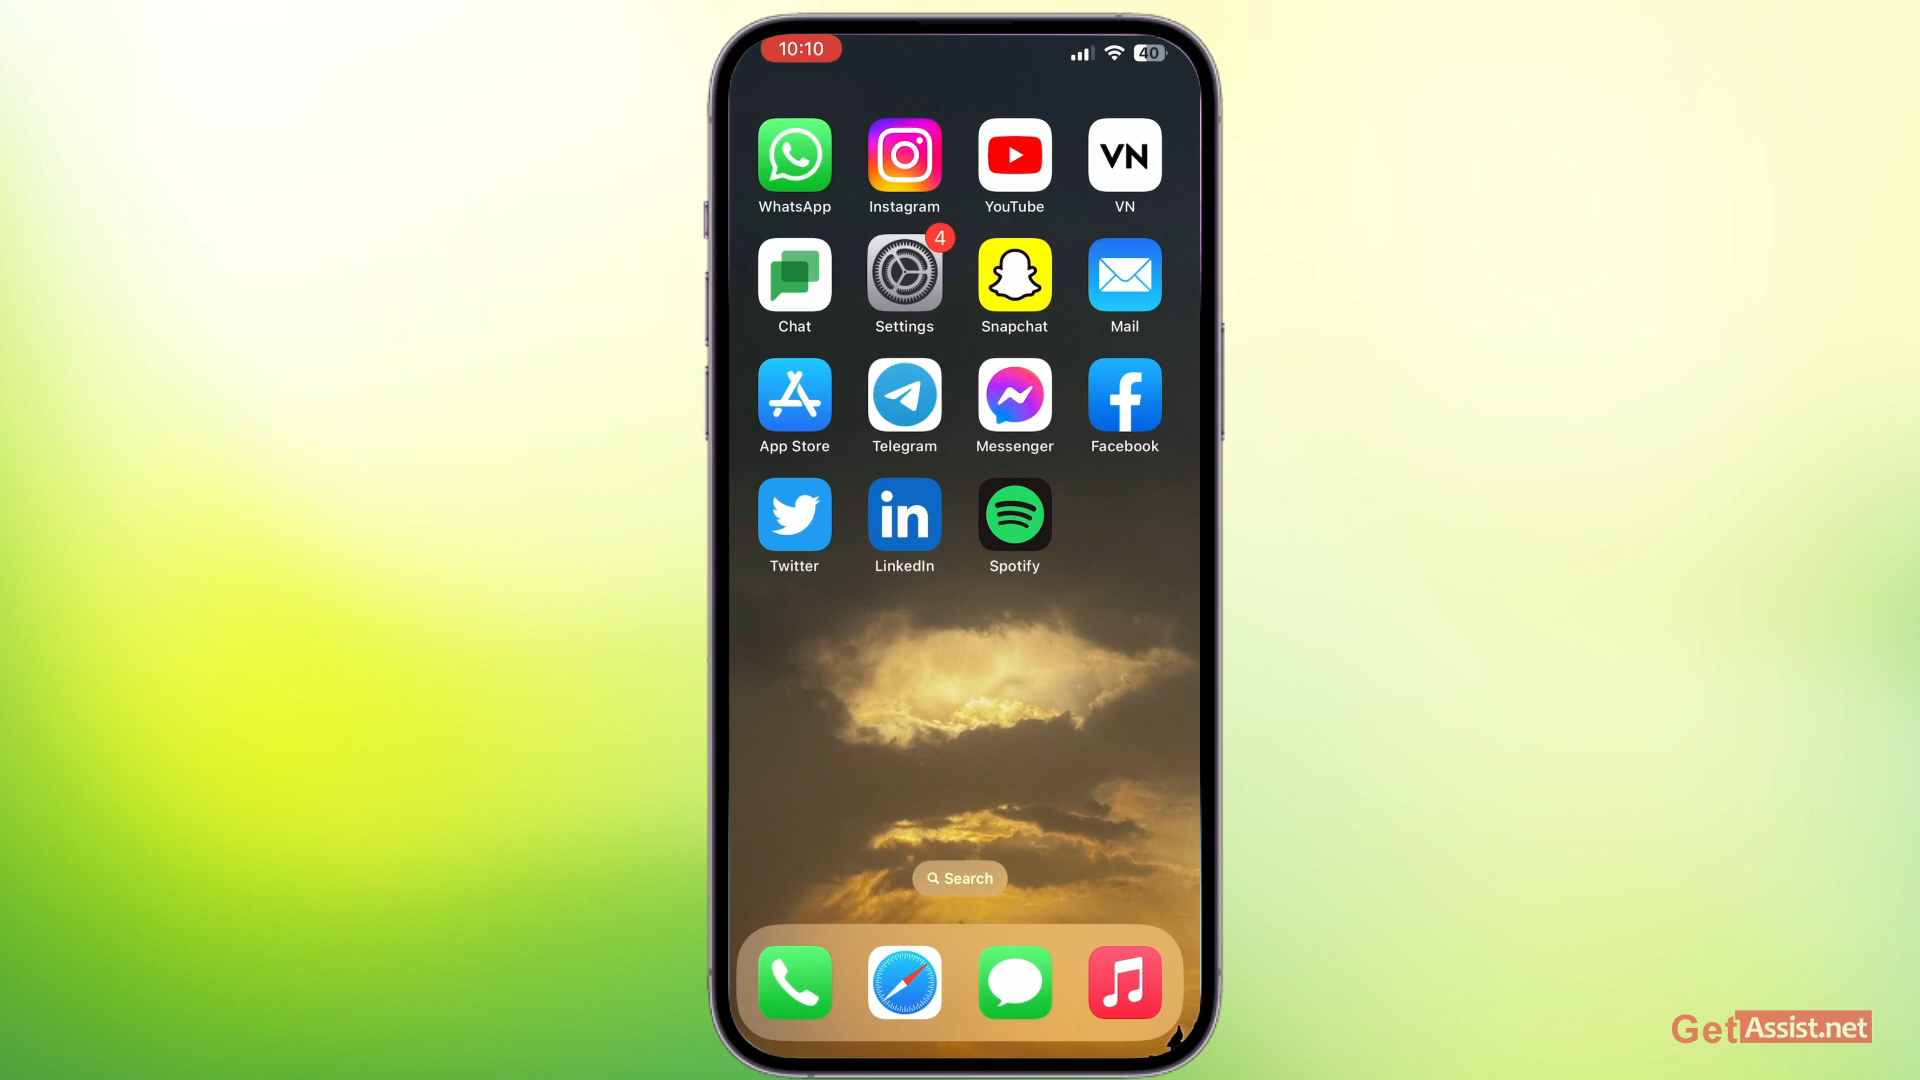 10:10
40
VN
WhatsApp Instagram YouTube VN
4
Chat Settings Snapchat Mail
App Store Telegram Messenger Facebook
in
Twitter LinkedIn Spotify
Search
GetAssist.net